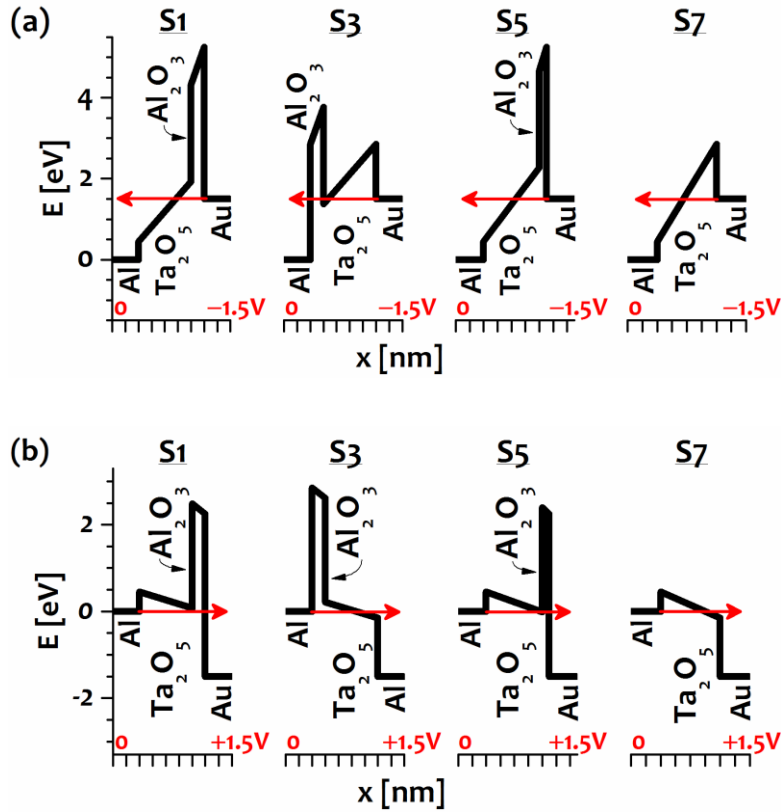 (a)
S1 S3 S5 S7
E [eV]
4
2
0
Al₂O₃
Al
Ta₂O₅
Au
0 −1.5V
Al₂O₃
Al
Ta₂O₅
Au
0 −1.5V
Al₂O₃
Al
Ta₂O₅
Au
0 −1.5V
Al
Ta₂O₅
Au
0 −1.5V
x [nm]
(b)
S1 S3 S5 S7
E [eV]
2
0
-2
Al₂O₃
Al
Ta₂O₅
Au
0 +1.5V
Al₂O₃
Al
Ta₂O₅
Al
0 +1.5V
Al₂O₃
Al
Ta₂O₅
Au
0 +1.5V
Al
Ta₂O₅
Au
0 +1.5V
x [nm]